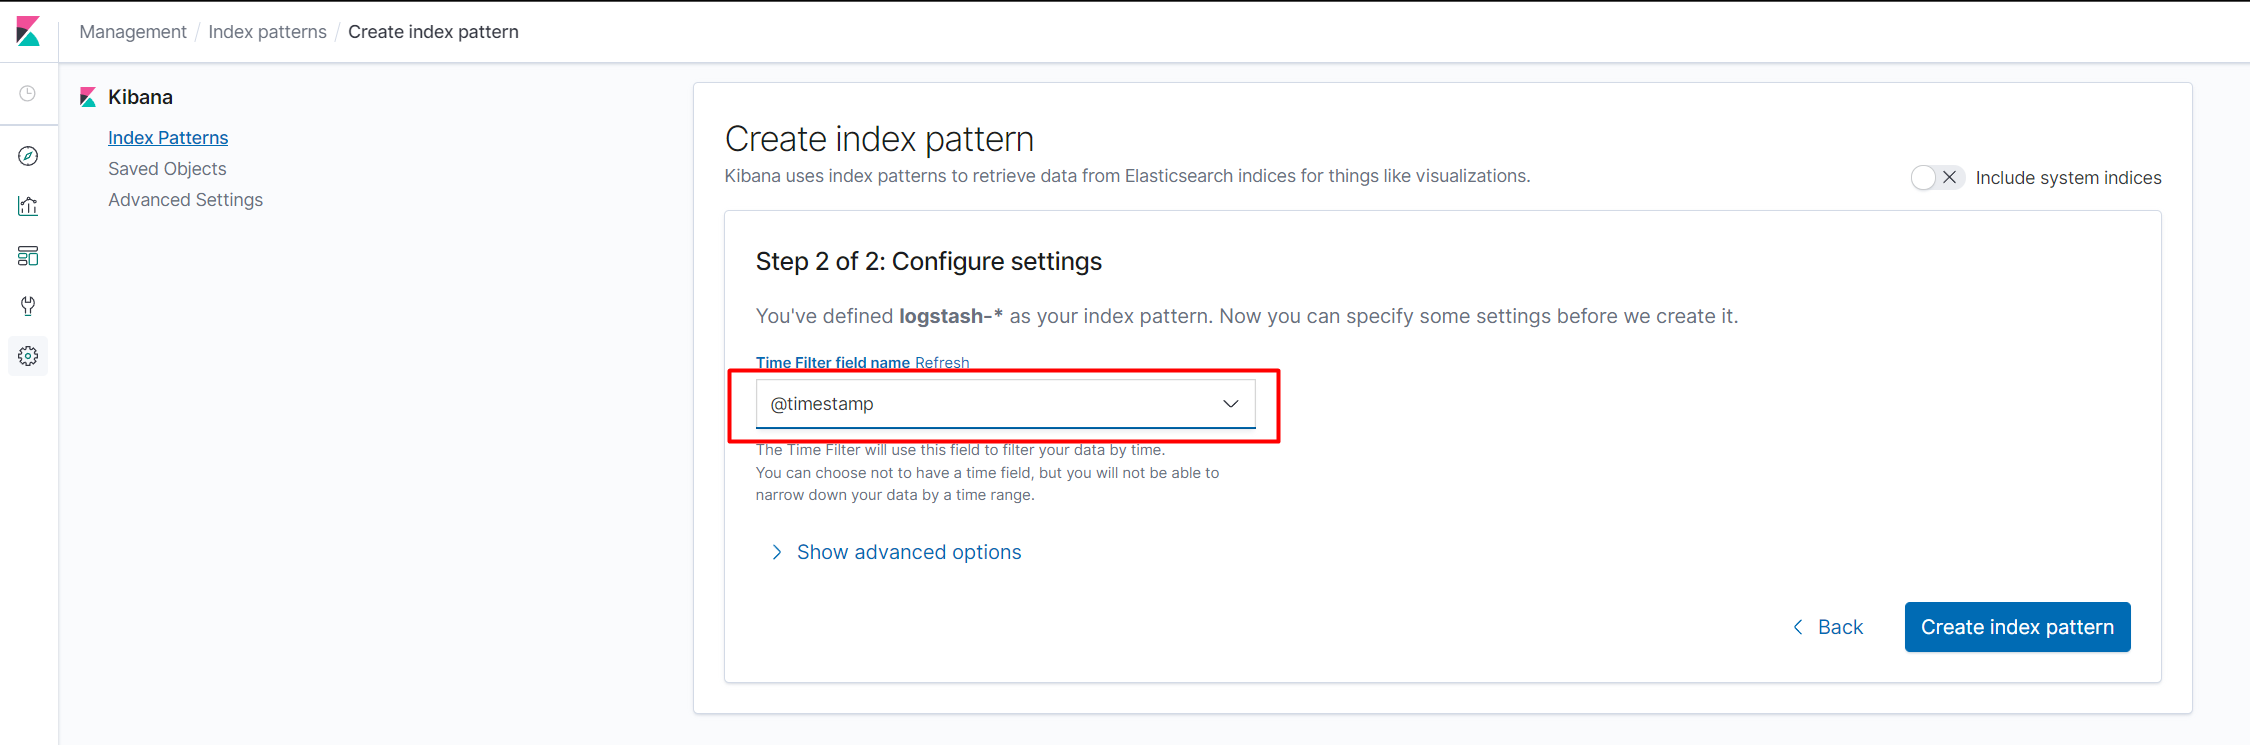 Management / Index patterns / Create index pattern
Kibana
Index Patterns
Saved Objects
Advanced Settings
Create index pattern
Kibana uses index patterns to retrieve data from Elasticsearch indices for things like visualizations.
Include system indices
Step 2 of 2: Configure settings
You've defined logstash-* as your index pattern. Now you can specify some settings before we create it.
Time Filter field name Refresh
@timestamp
The Time Filter will use this field to filter your data by time.
You can choose not to have a time field, but you will not be able to
narrow down your data by a time range.
Show advanced options
Back
Create index pattern